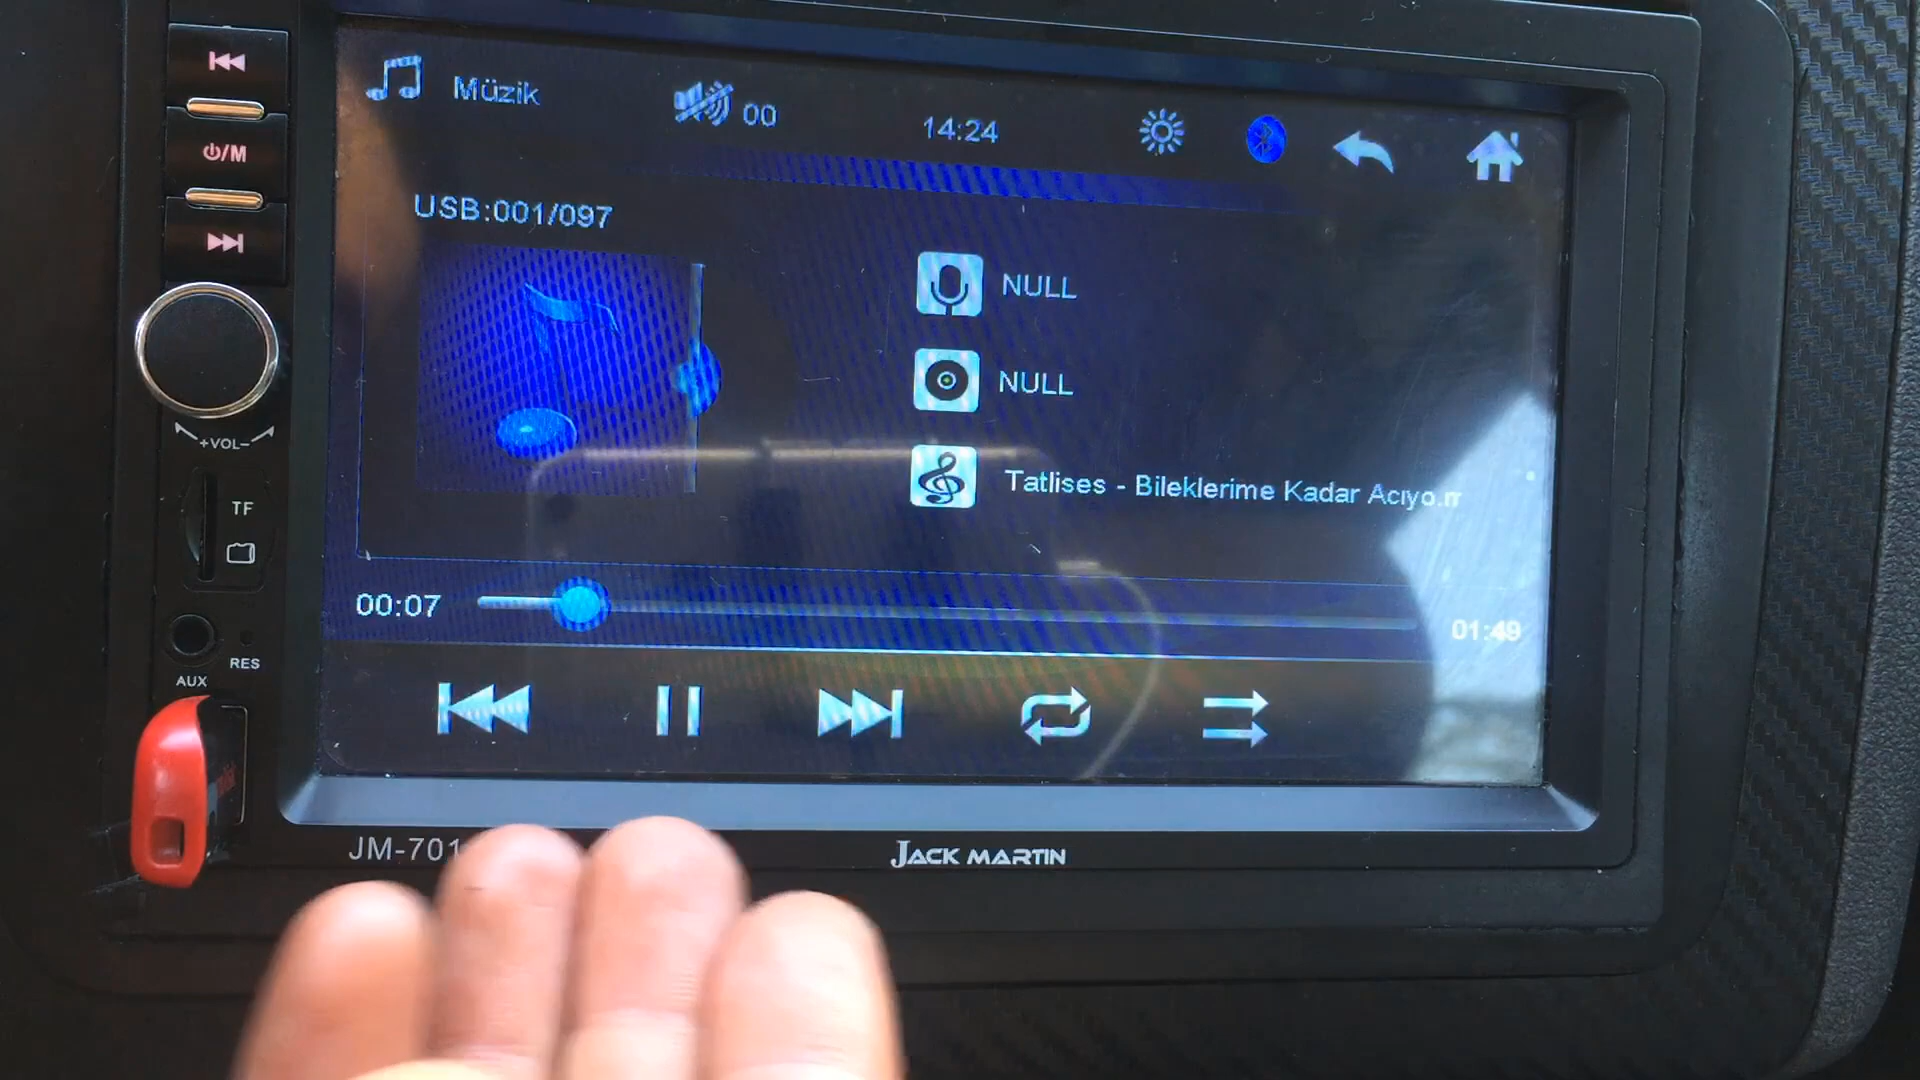 Müzik 00 14:24
⏻/M
USB:001/097
NULL
NULL
+VOL-
Tatlises - Bileklerime Kadar Acıyo.m
TF
00:07 01:49
RES
AUX
JM-701
JACK MARTIN